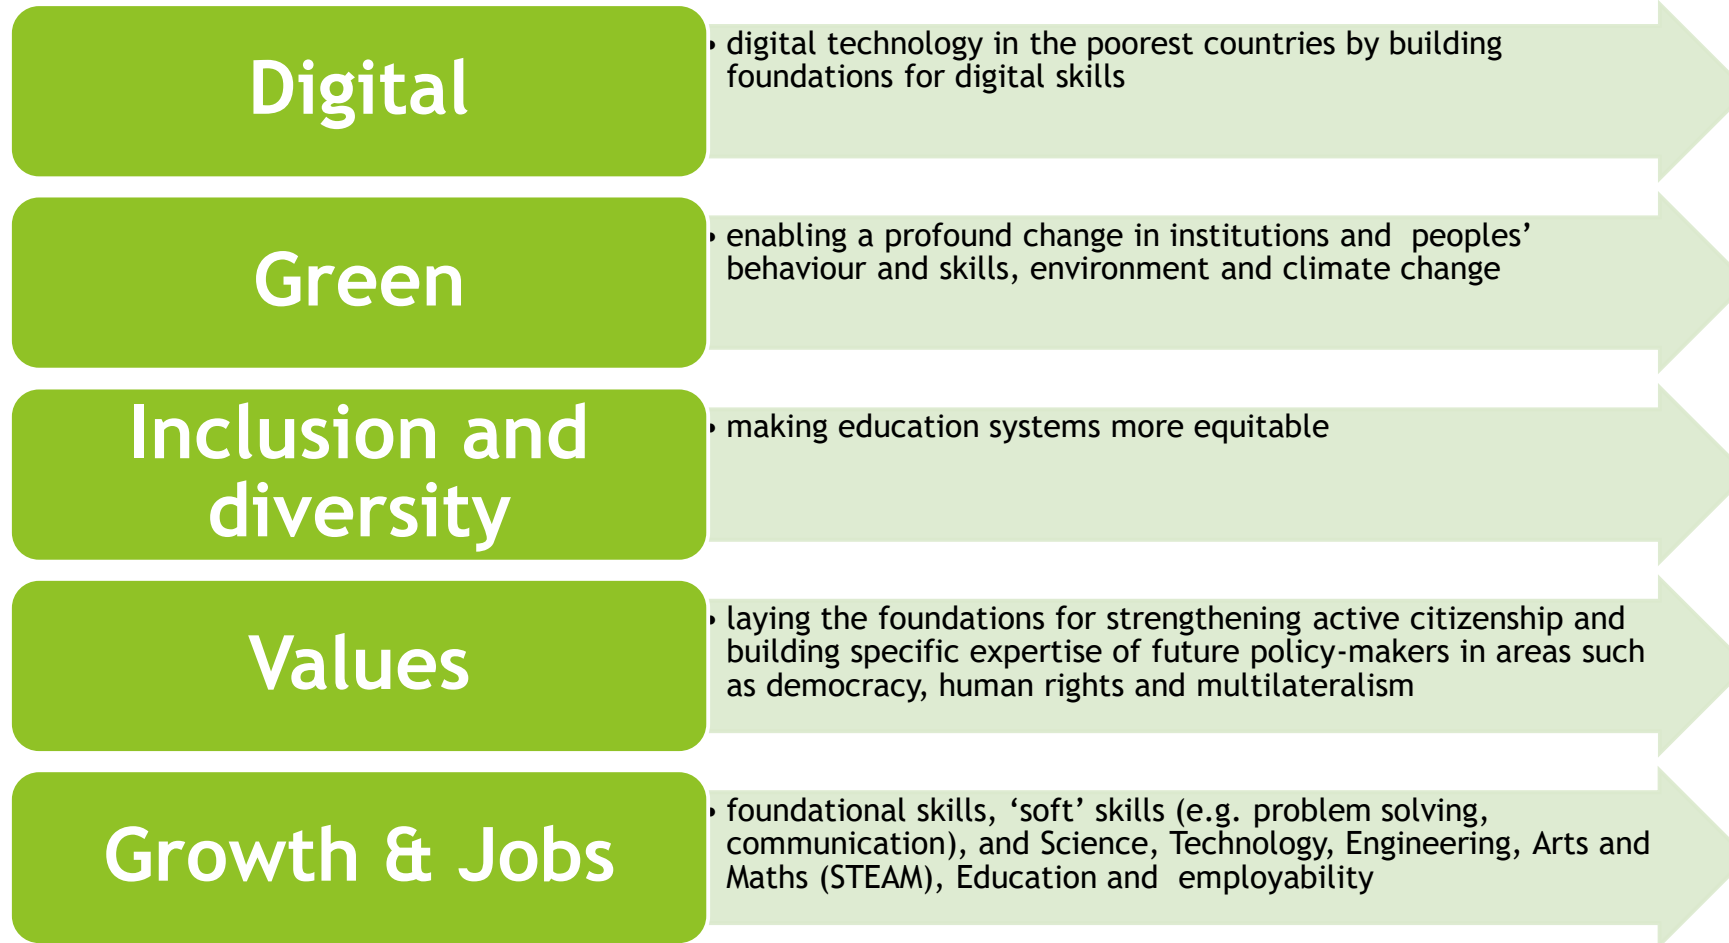 Digital
• digital technology in the poorest countries by building
foundations for digital skills
Green
• enabling a profound change in institutions and  peoples’
behaviour and skills, environment and climate change
Inclusion and
diversity
• making education systems more equitable
Values
• laying the foundations for strengthening active citizenship and
building specific expertise of future policy-makers in areas such
as democracy, human rights and multilateralism
Growth & Jobs
• foundational skills, ‘soft’ skills (e.g. problem solving,
communication), and Science, Technology, Engineering, Arts and
Maths (STEAM), Education and  employability